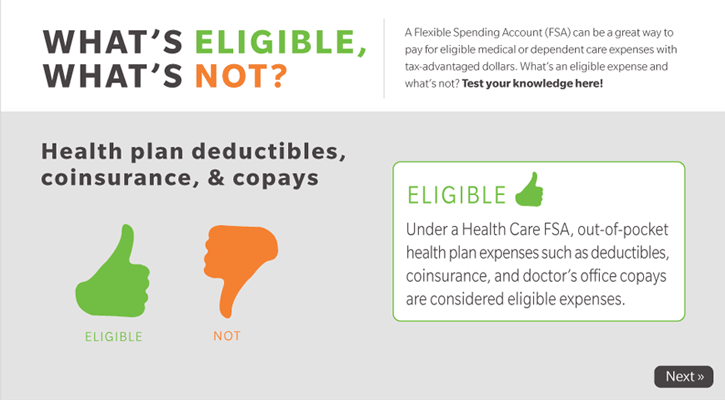 WHAT'S ELIGIBLE,
WHAT'S NOT?
A Flexible Spending Account (FSA) can be a great way to
pay for eligible medical or dependent care expenses with
tax-advantaged dollars. What's an eligible expense and
what's not? Test your knowledge here!
Health plan deductibles,
coinsurance, & copays
ELIGIBLE
NOT
ELIGIBLE
Under a Health Care FSA, out-of-pocket
health plan expenses such as deductibles,
coinsurance, and doctor's office copays
are considered eligible expenses.
Next »